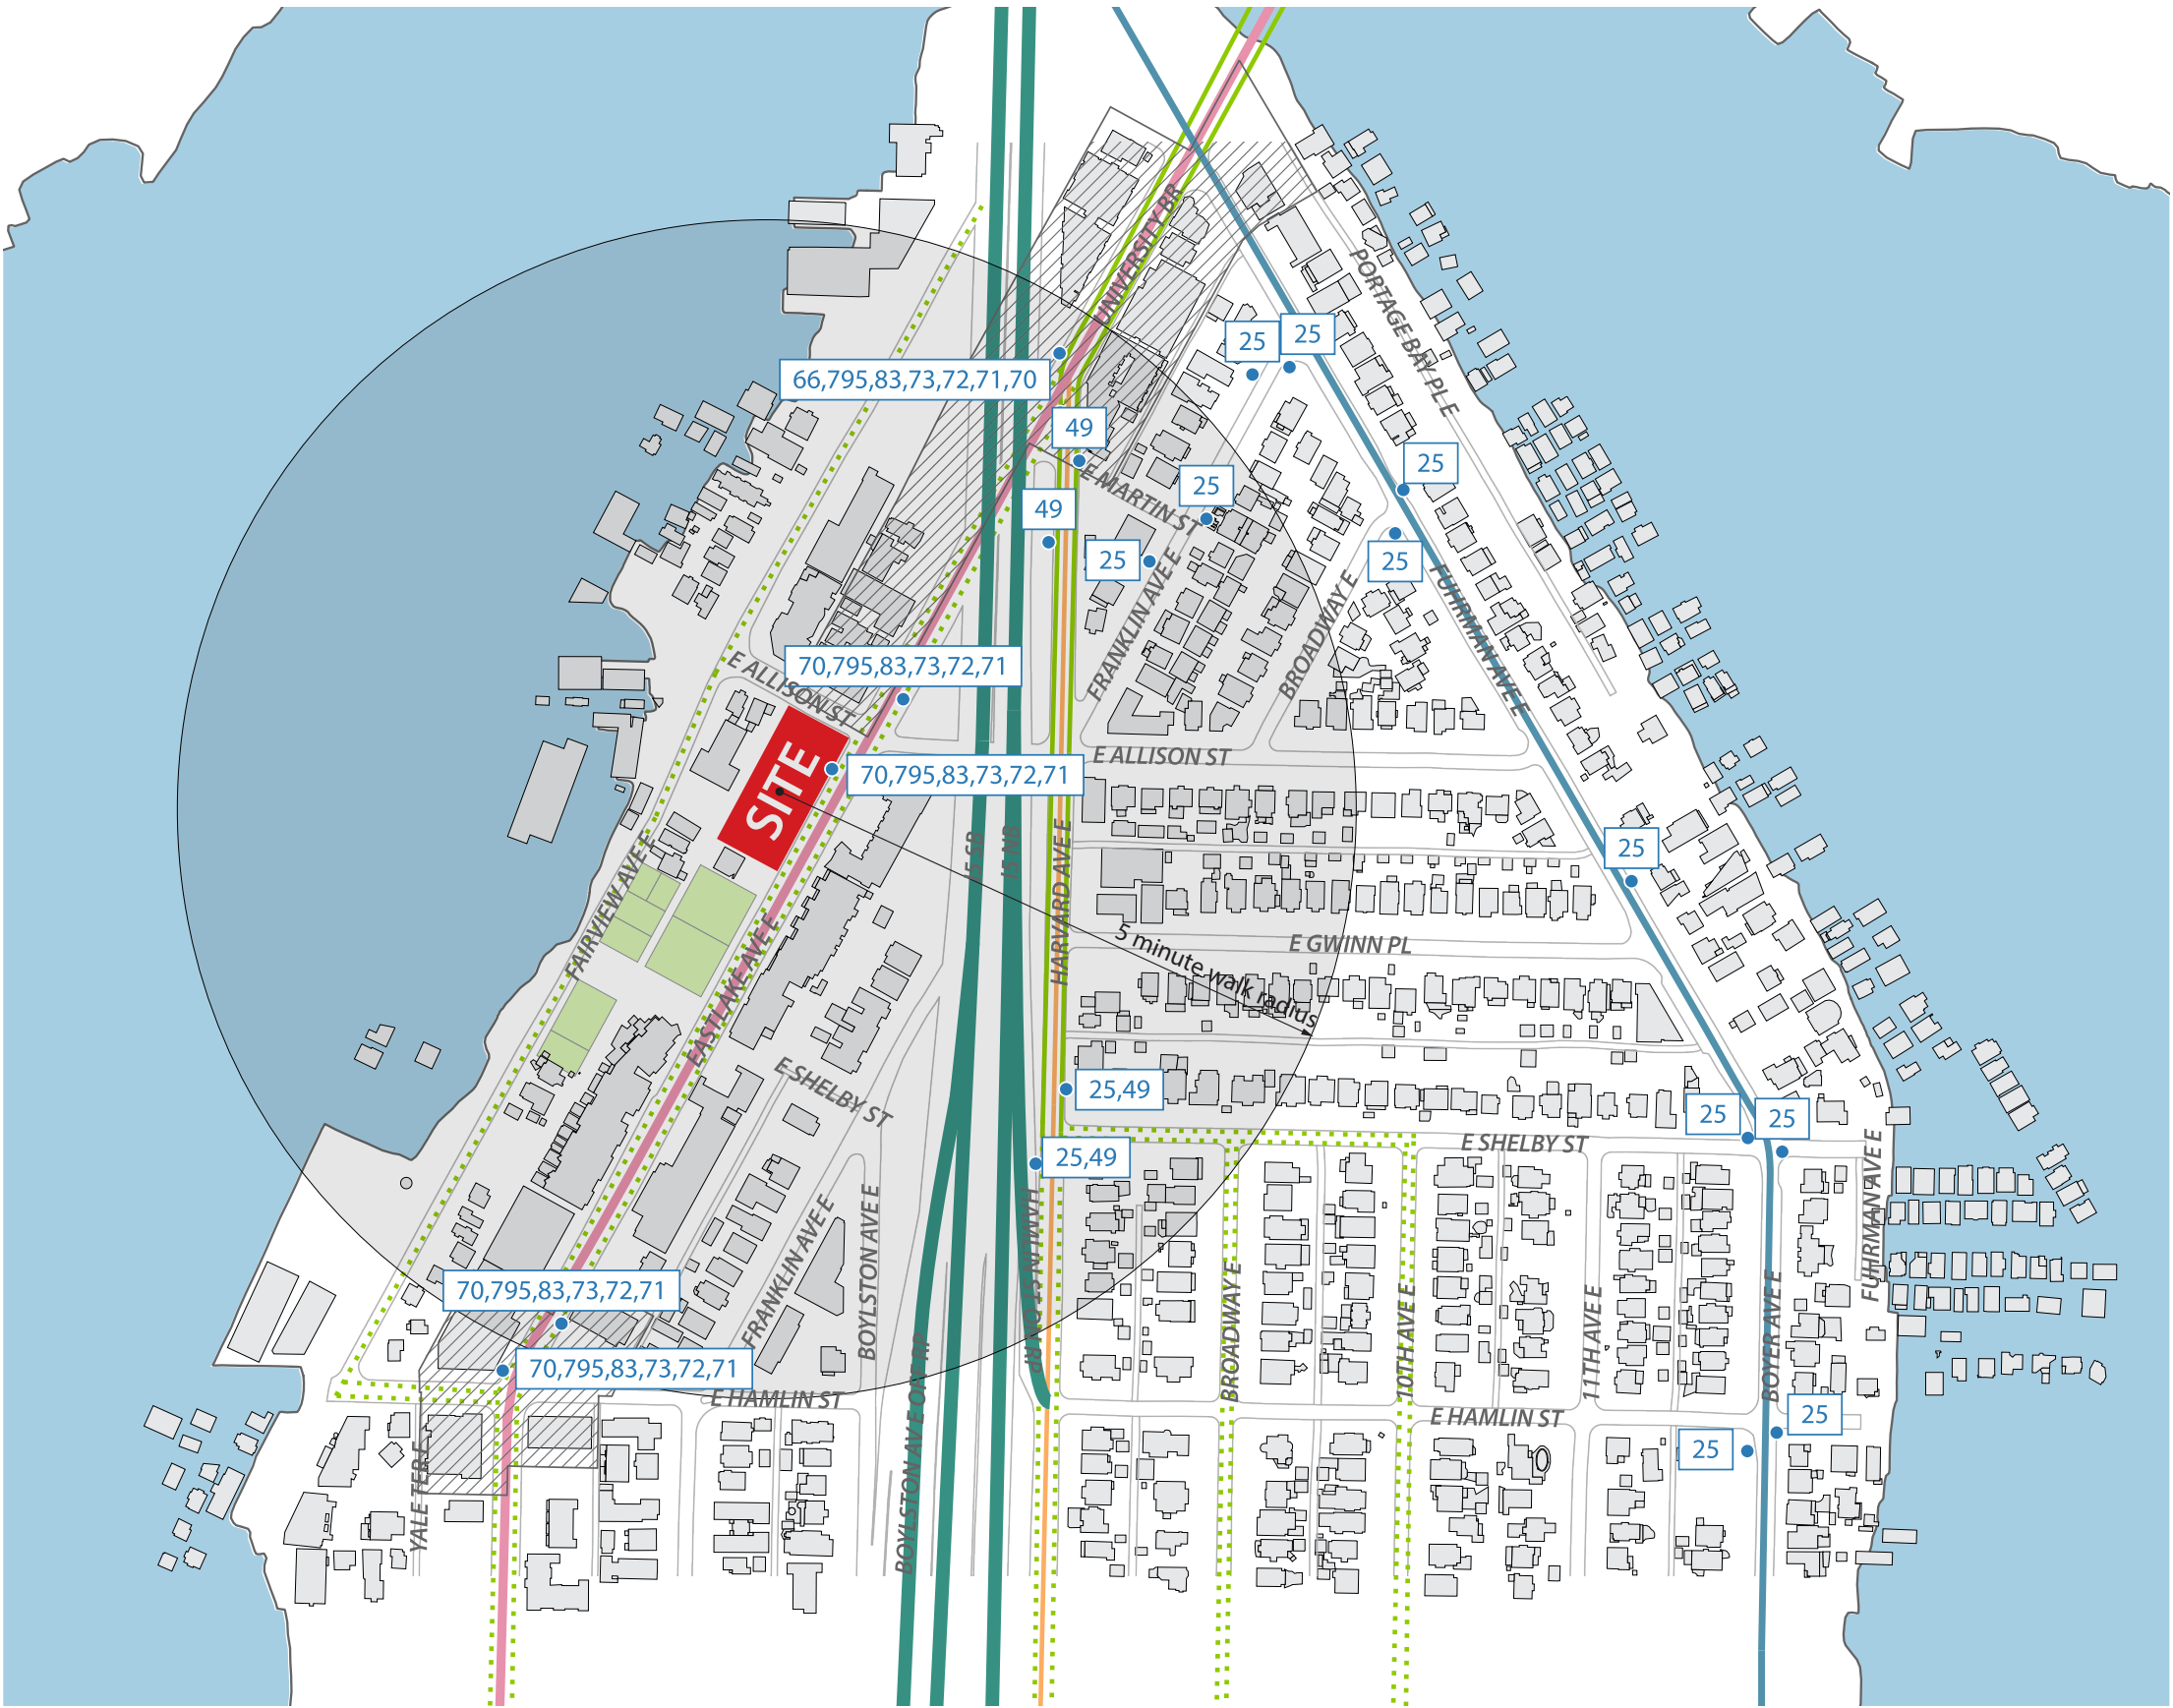 UNIVERSITY BR
PORTAGE BAY PL E
25
25
66,795,83,73,72,71,70
49
25
E MARTIN ST
25
49
25
25
FRANKLIN AVE E
BROADWAY E
FUHRMAN AVE E
70,795,83,73,72,71
E ALLISON ST
E ALLISON ST
70,795,83,73,72,71
SITE
I5 SB
I5 NB
HARVARD AVE E
25
FAIRVIEW AVE E
EASTLAKE AVE E
5 minute walk radius
E GWINN PL
E SHELBY ST
25,49
25
25
25,49
E SHELBY ST
FUHRMAN AVE E
FRANKLIN AVE E
BOYLSTON AVE E
HAMLIN ST ON RP
BROADWAY E
10TH AVE E
11TH AVE E
BOYER AVE E
70,795,83,73,72,71
70,795,83,73,72,71
E HAMLIN ST
E HAMLIN ST
25
25
YALE TER E
BOYLSTON AV E OFF RP